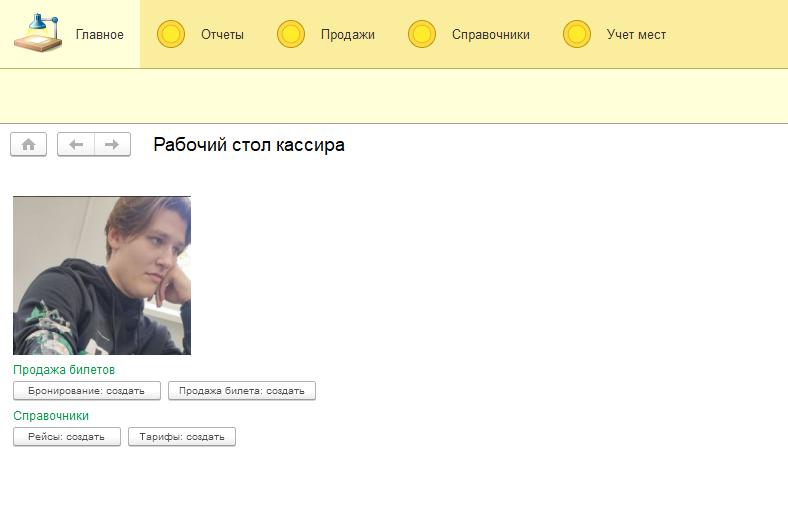 Главное Отчеты Продажи Справочники Учет мест
Рабочий стол кассира
Продажа билетов
Бронирование: создать Продажа билета: создать
Справочники
Рейсы: создать Тарифы: создать